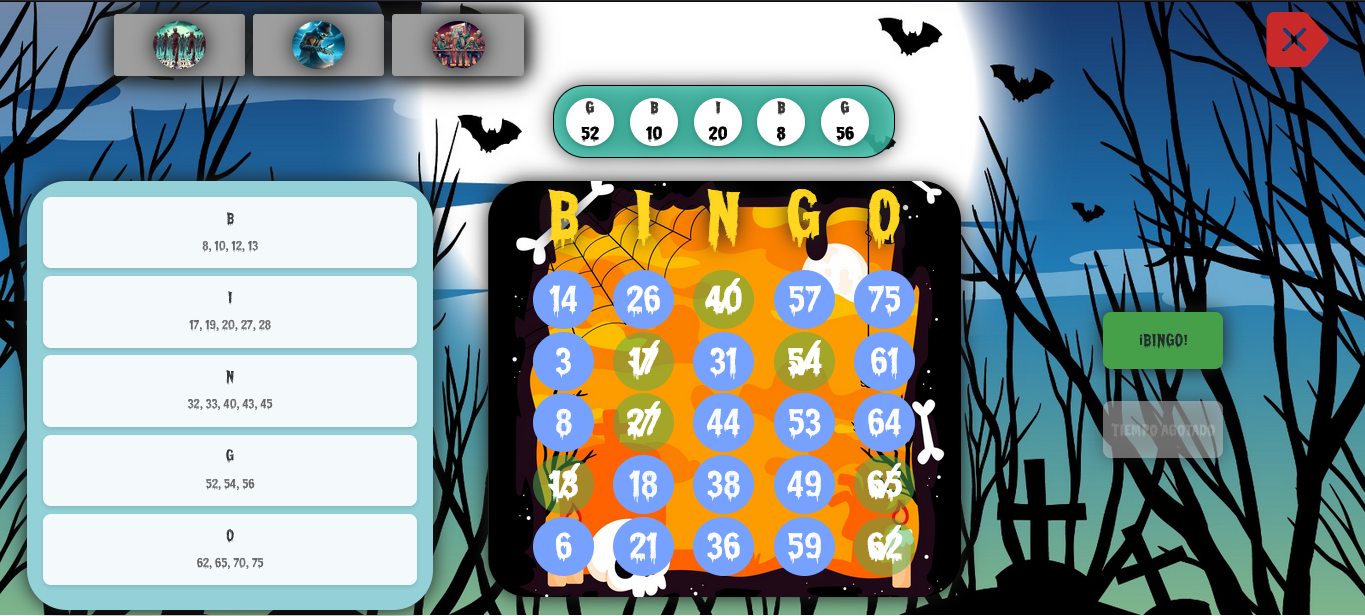 G B I B G
52 10 20 8 56
B
8, 10, 12, 13
I
17, 19, 20, 27, 28
N
32, 33, 40, 43, 45
G
52, 54, 56
O
62, 65, 70, 75
B I N G O
14 26 40 57 75
3 17 31 54 61
8 27 44 53 64
13 18 38 49 65
6 21 36 59 62
¡BINGO!
TIEMPO AGOTADO